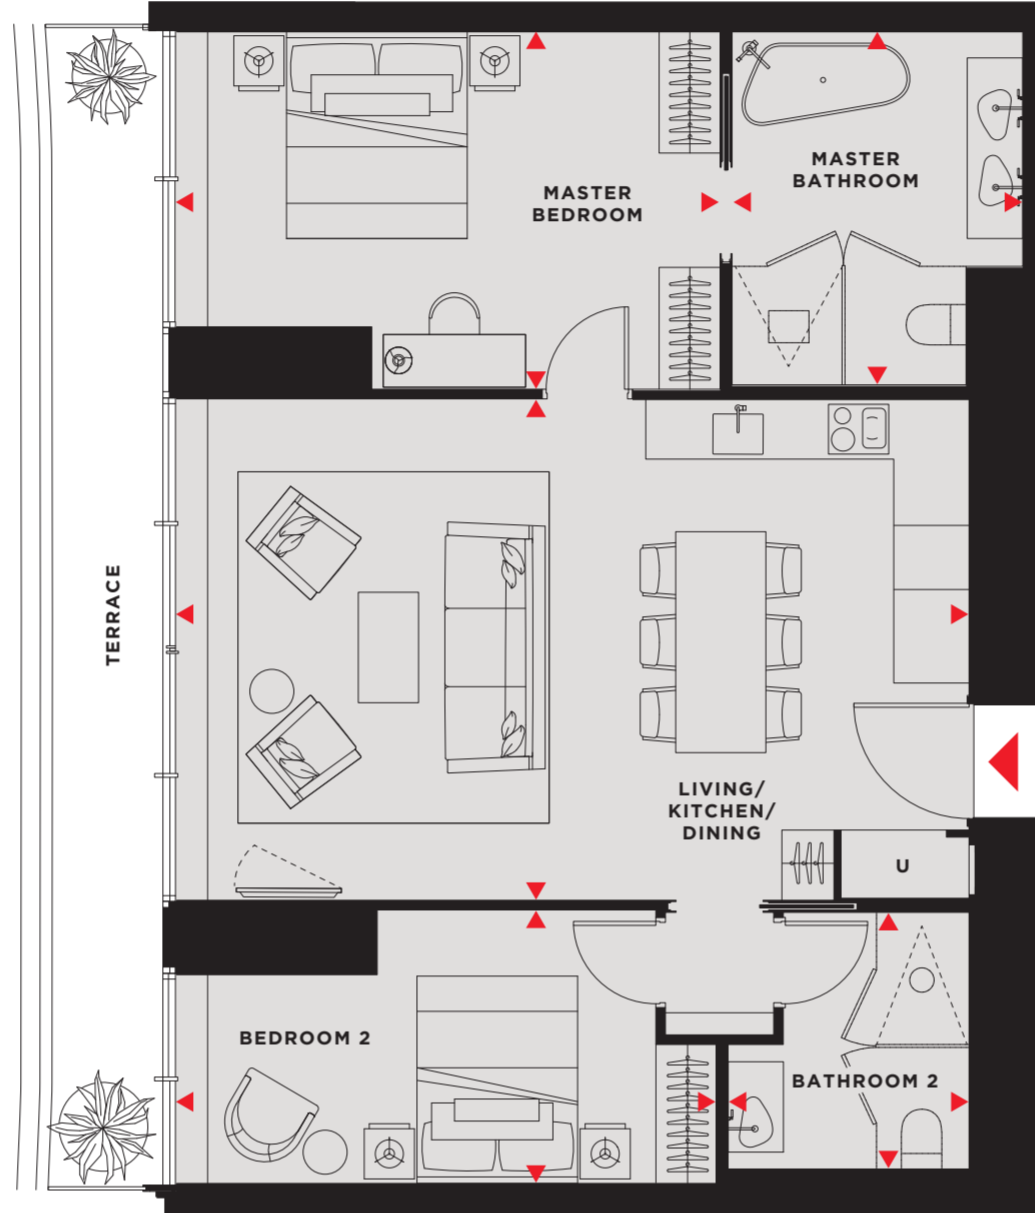 MASTER
BEDROOM
MASTER
BATHROOM
TERRACE
LIVING/
KITCHEN/
DINING
U
BEDROOM 2
BATHROOM 2